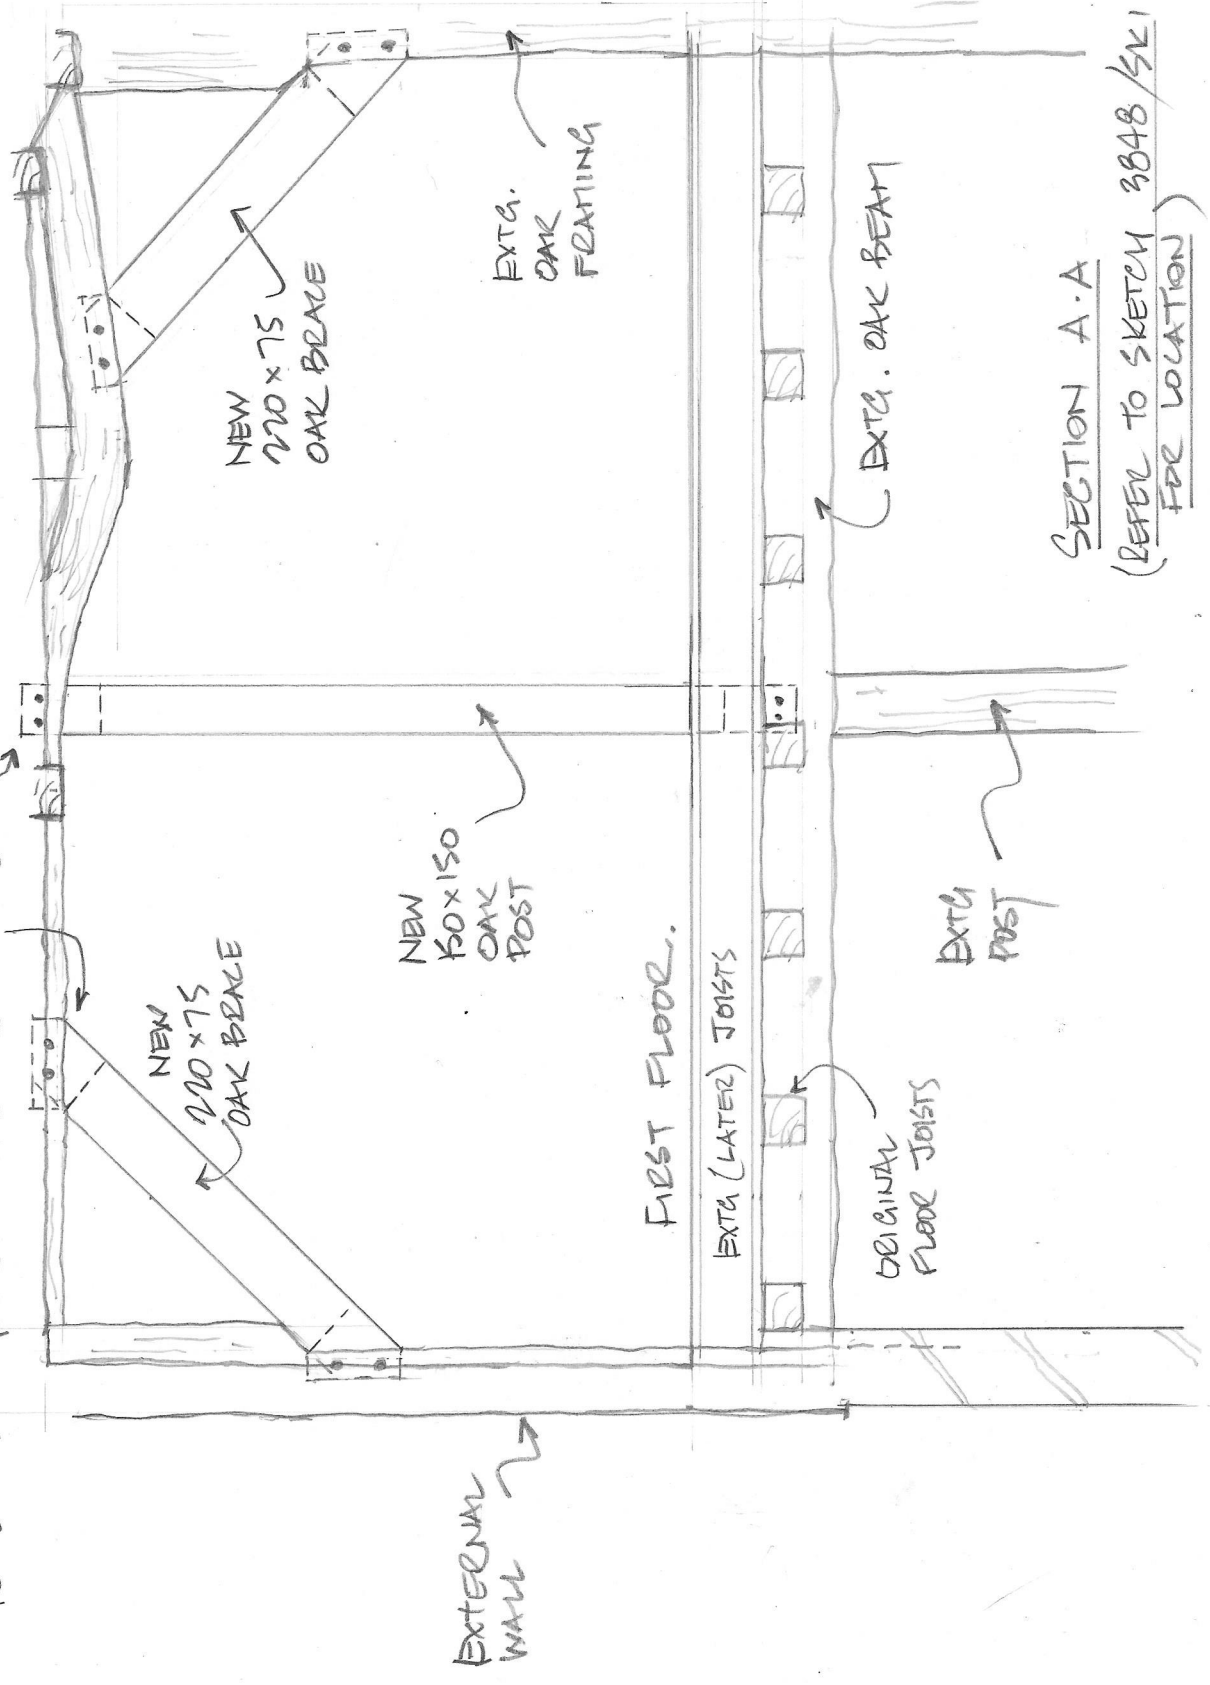 NEW
220 x 75
OAK BRACE
NEW
220 x 75
OAK BRACE
NEW
150 x 150
OAK
POST
EXTG.
OAK
FRAMING
EXTERNAL
WALL
FIRST FLOOR.
EXTG (LATER) JOISTS
ORIGINAL
FLOOR JOISTS
EXTG. OAK BEAM
EXTG
POST
SECTION A·A
(REFER TO SKETCH 3848/SK1
FOR LOCATION)